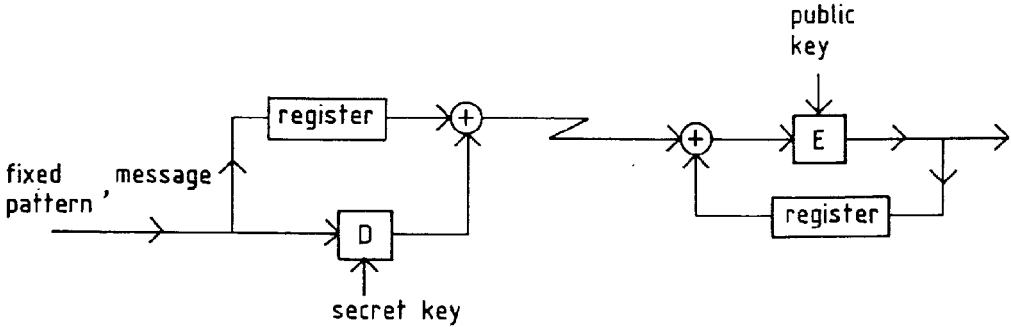 public
key
register
+
fixed
pattern , message
D
secret key
+
E
register